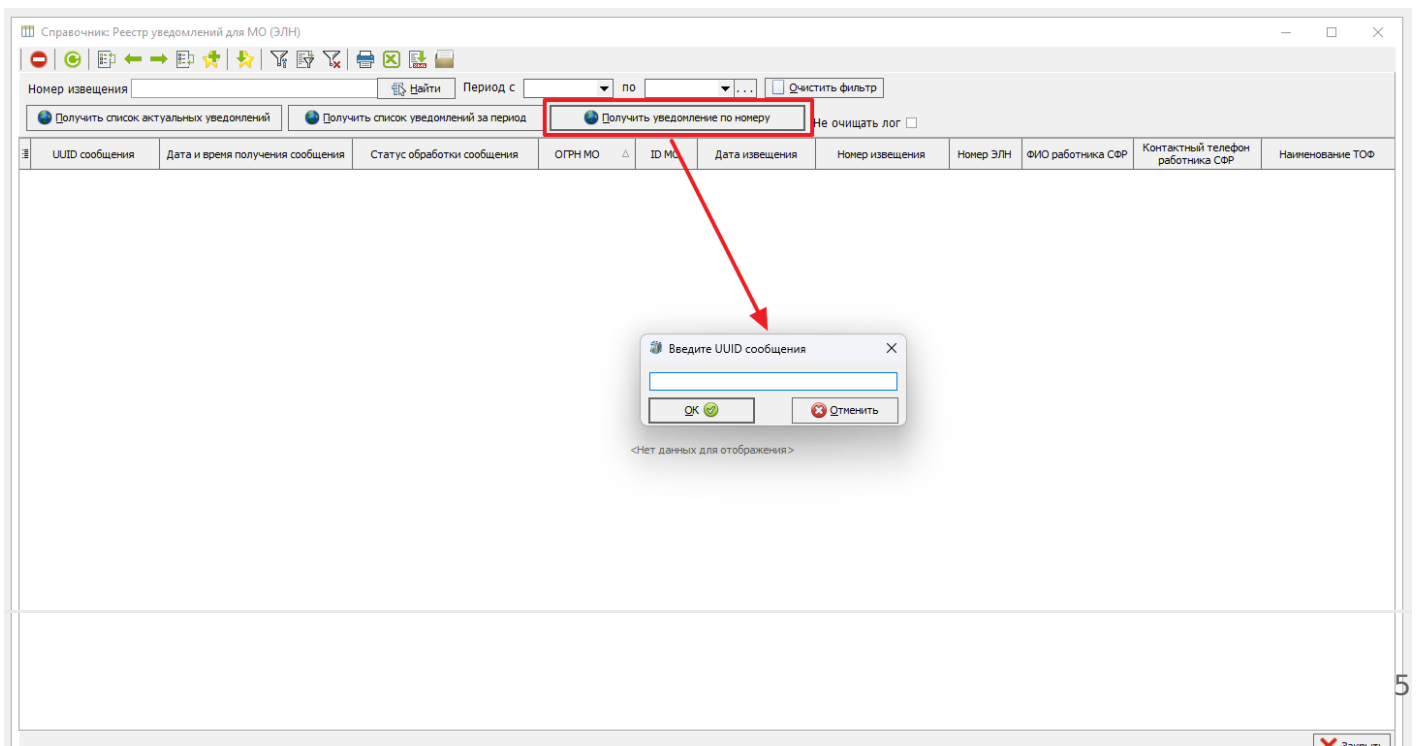 Справочник: Реестр уведомлений для МО (ЭЛН)
Номер извещения Найти Период с по ... Очистить фильтр
Получить список актуальных уведомлений Получить список уведомлений за период Получить уведомление по номеру Не очищать лог
UUID сообщения Дата и время получения сообщения Статус обработки сообщения ОГРН МО ID МО Дата извещения Номер извещения Номер ЭЛН ФИО работника СФР Контактный телефон работника СФР Наименование ТОФ
Введите UUID сообщения
OK Отменить
<Нет данных для отображения>
5
Закрыть